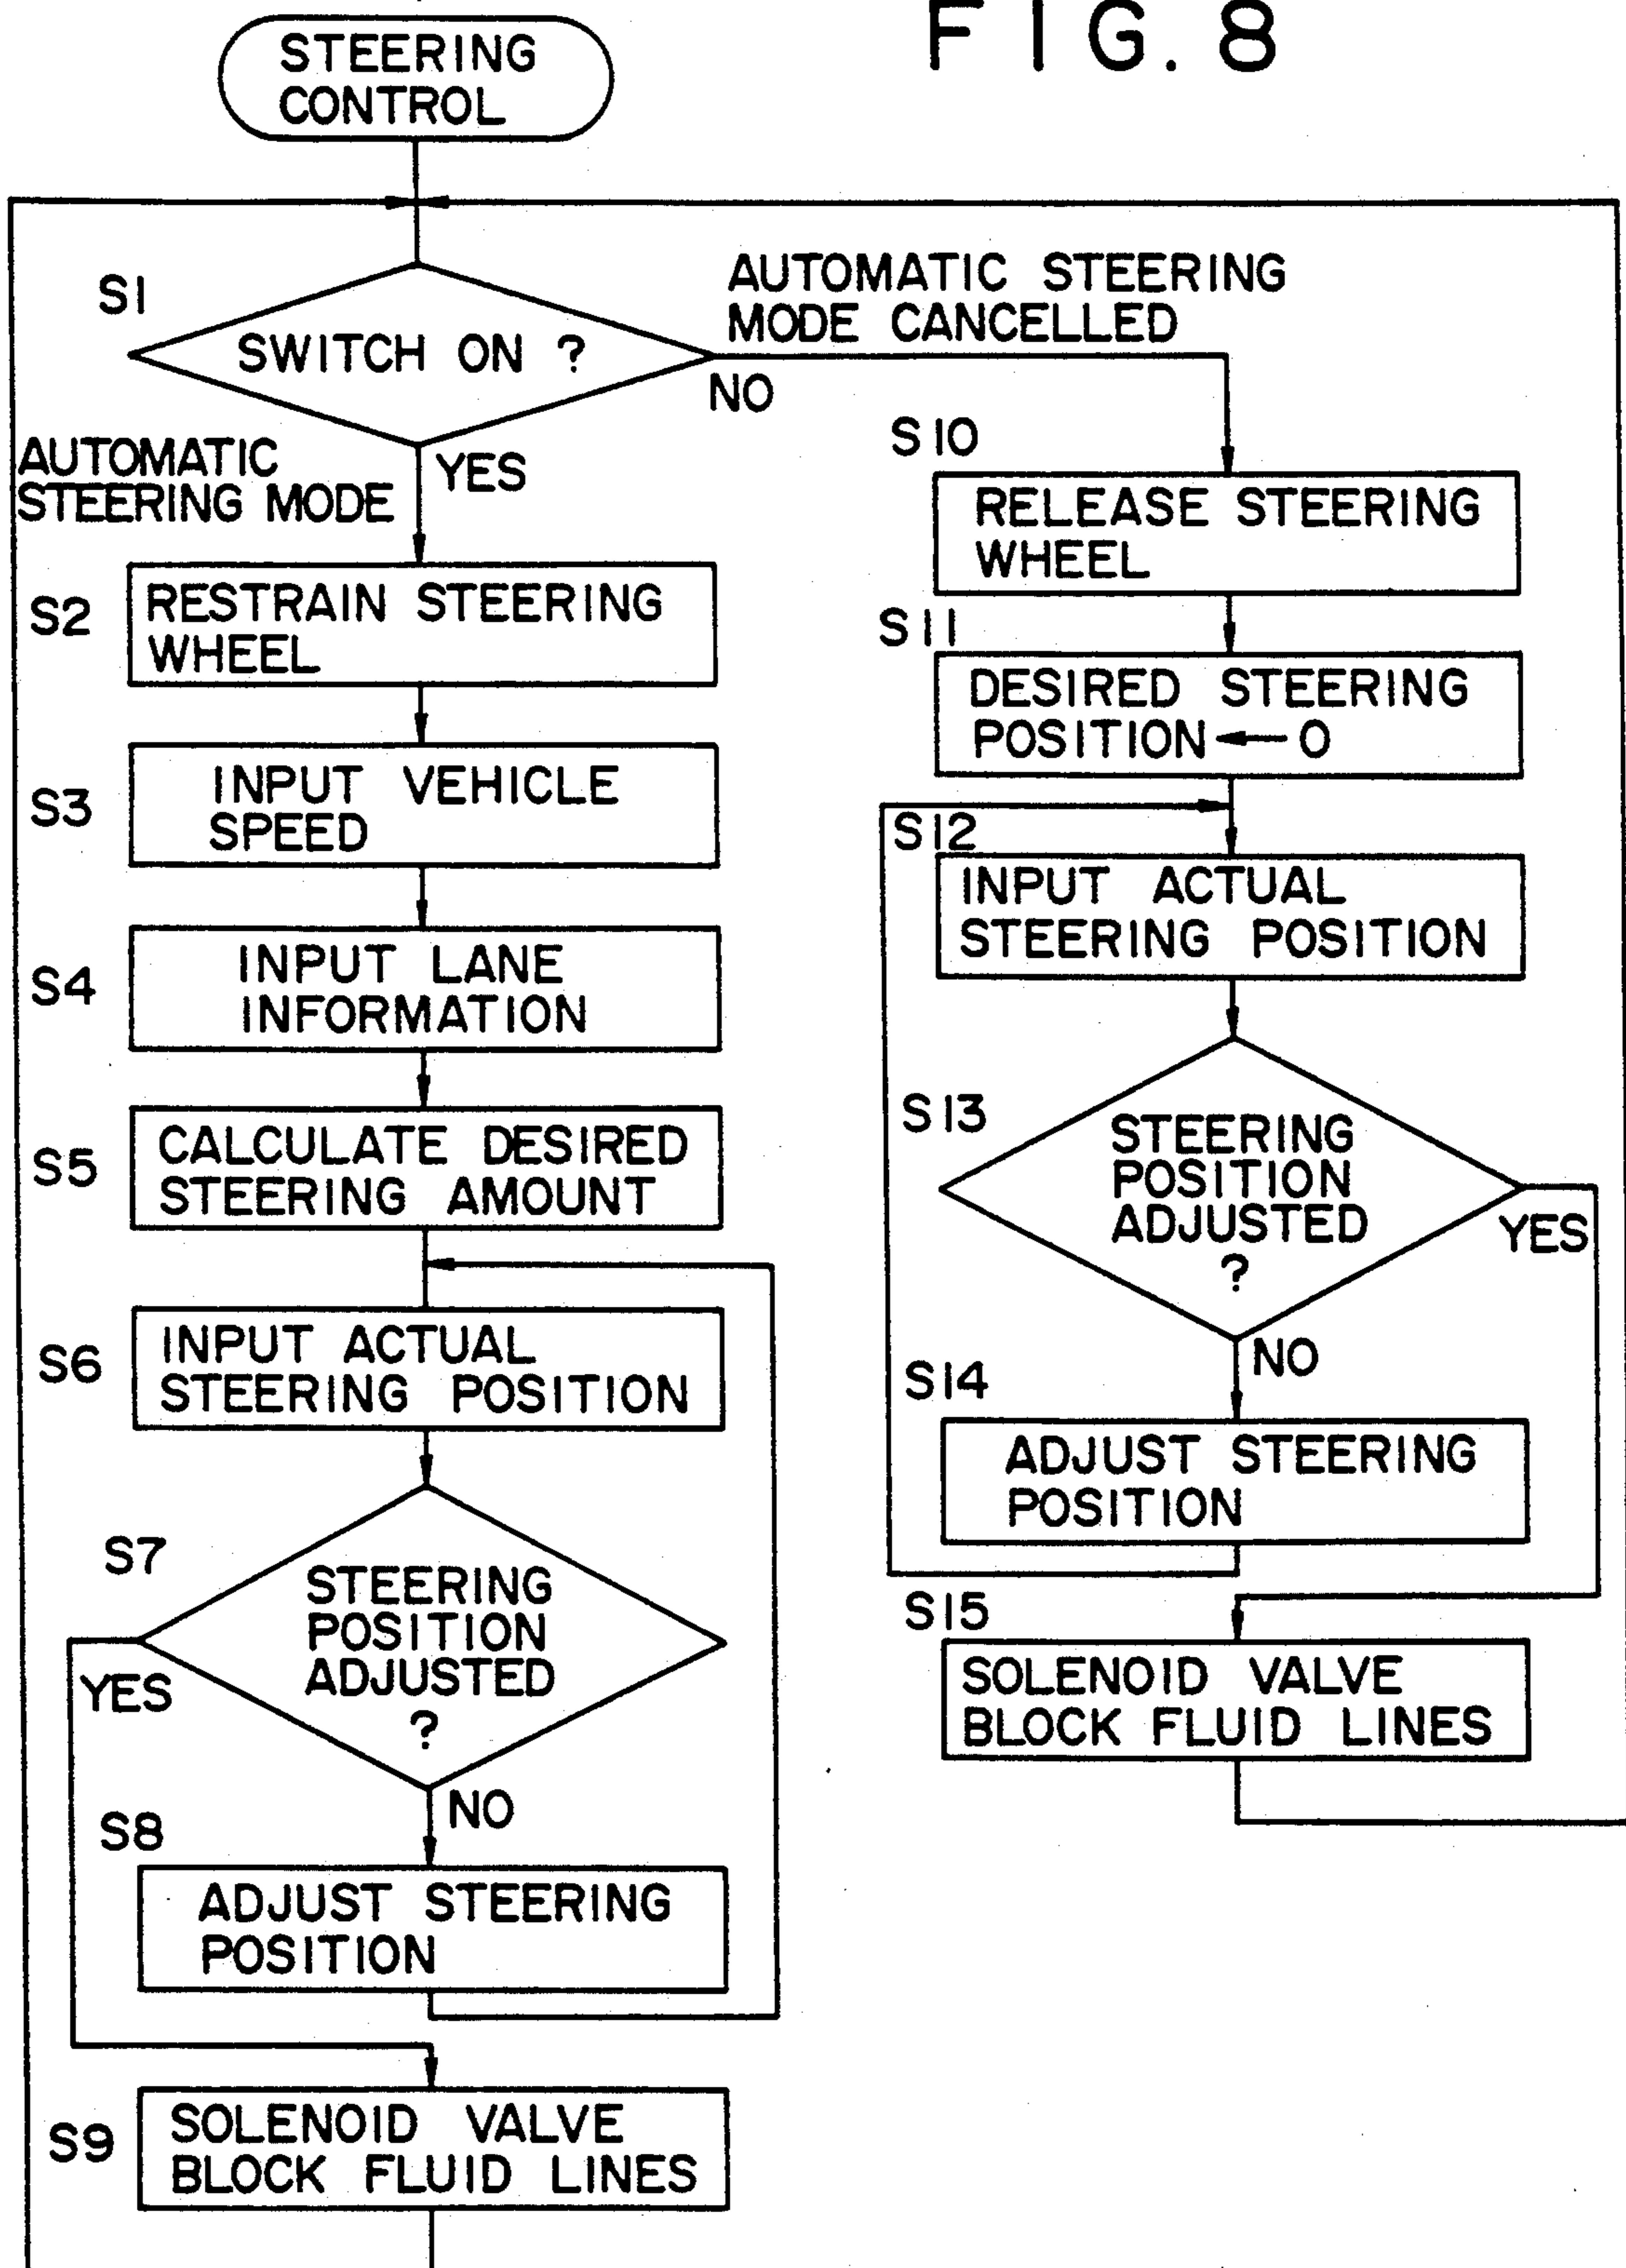 FIG. 8
STEERING
CONTROL
S1
SWITCH ON ?
AUTOMATIC STEERING
MODE CANCELLED
NO
AUTOMATIC
STEERING MODE
YES
S2
RESTRAIN STEERING
WHEEL
S3
INPUT VEHICLE
SPEED
S4
INPUT LANE
INFORMATION
S5
CALCULATE DESIRED
STEERING AMOUNT
S6
INPUT ACTUAL
STEERING POSITION
S7
STEERING
POSITION
ADJUSTED
?
YES
NO
S8
ADJUST STEERING
POSITION
S9
SOLENOID VALVE
BLOCK FLUID LINES
S10
RELEASE STEERING
WHEEL
S11
DESIRED STEERING
POSITION ← 0
S12
INPUT ACTUAL
STEERING POSITION
S13
STEERING
POSITION
ADJUSTED
?
YES
NO
S14
ADJUST STEERING
POSITION
S15
SOLENOID VALVE
BLOCK FLUID LINES